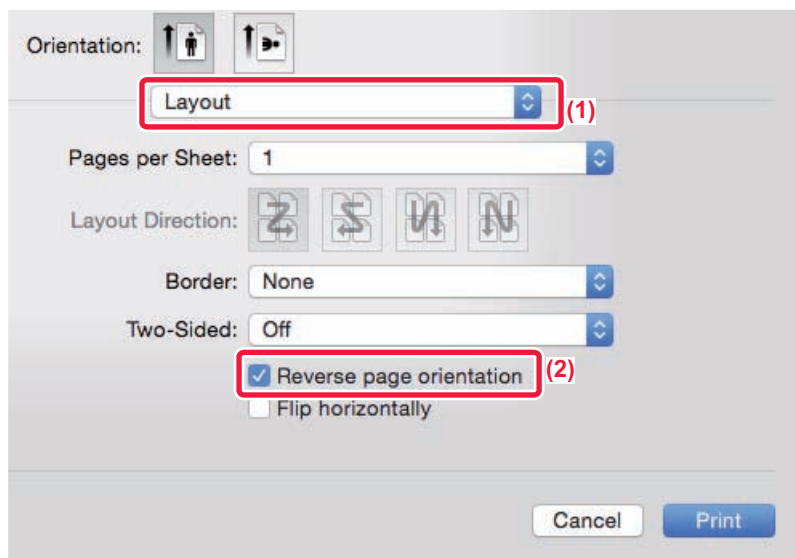 Orientation:
Layout
(1)
Pages per Sheet: 1
Layout Direction:
Border: None
Two-Sided: Off
Reverse page orientation
(2)
Flip horizontally
Cancel Print